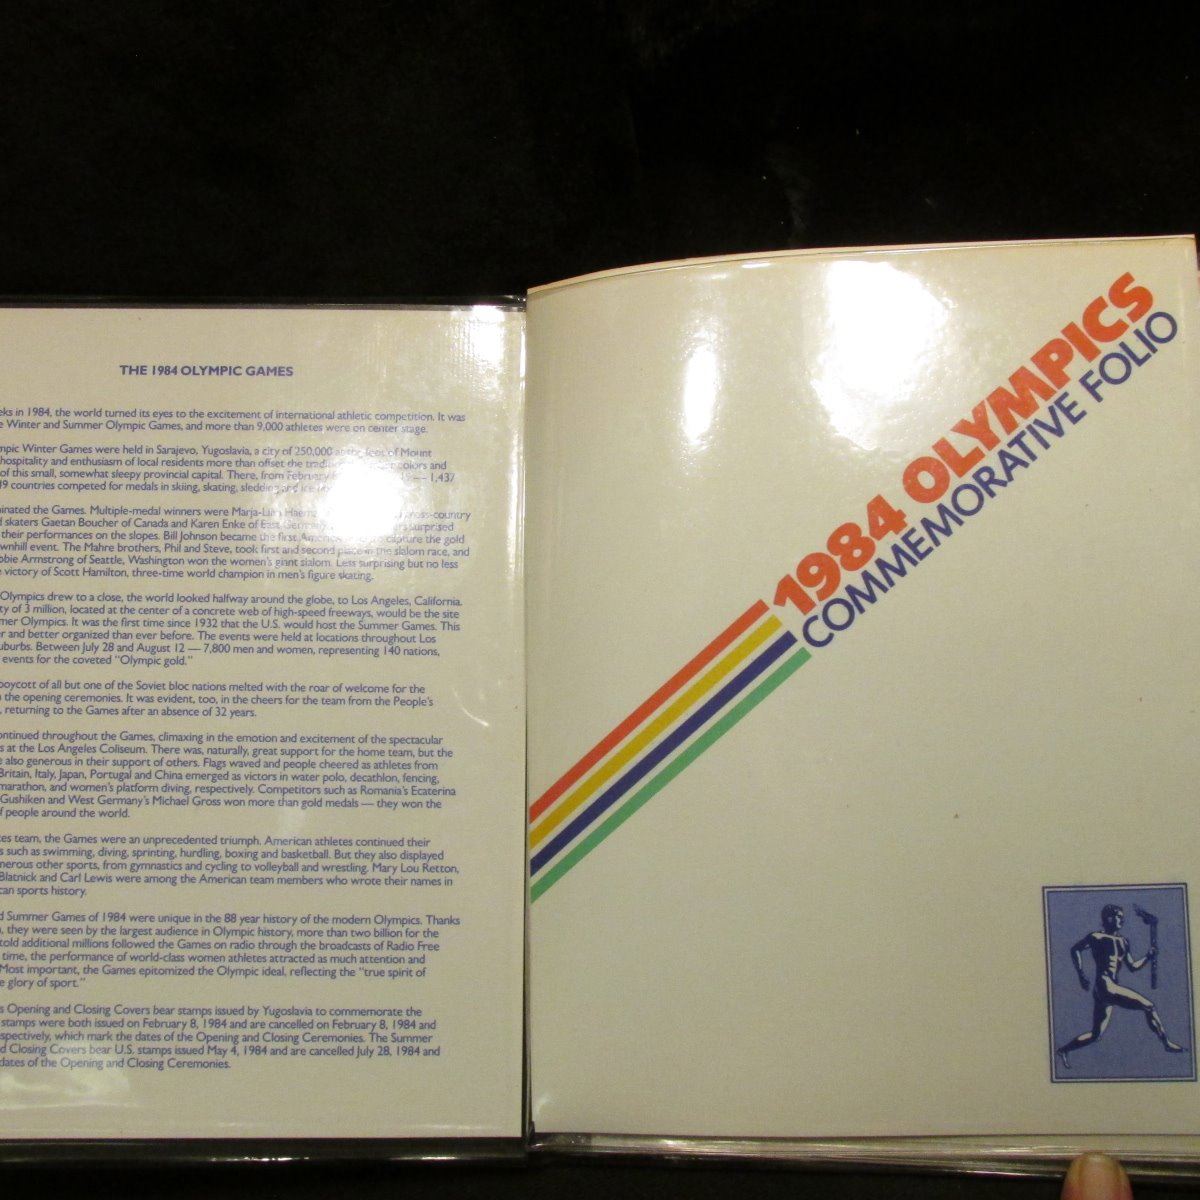 THE 1984 OLYMPIC GAMES
in 1984, the world turned its eyes to the excitement of international athletic competition. It was
Winter and Summer Olympic Games, and more than 9,000 athletes were on center stage.
Winter Games were held in Sarajevo, Yugoslavia, a city of 250,000 at the feet of Mount
hospitality and enthusiasm of local residents more than offset the colors and
of this small, somewhat sleepy provincial capital. There, from February — 1,437
countries competed for medals in skiing, skating, sledding and ice
the Games. Multiple-medal winners were Marja-Liisa cross-country
skaters Gaetan Boucher of Canada and Karen Enke of East Germany. surprised
their performances on the slopes. Bill Johnson became the first American to capture the gold
event. The Mahre brothers, Phil and Steve, took first and second place in the slalom race, and
Armstrong of Seattle, Washington won the women's giant slalom. Less surprising but no less
victory of Scott Hamilton, three-time world champion in men's figure skating.
Olympics drew to a close, the world looked halfway around the globe, to Los Angeles, California.
of 3 million, located at the center of a concrete web of high-speed freeways, would be the site
Olympics. It was the first time since 1932 that the U.S. would host the Summer Games. This
and better organized than ever before. The events were held at locations throughout Los
Between July 28 and August 12 — 7,800 men and women, representing 140 nations,
events for the coveted "Olympic gold."
boycott of all but one of the Soviet bloc nations melted with the roar of welcome for the
the opening ceremonies. It was evident, too, in the cheers for the team from the People's
, returning to the Games after an absence of 32 years.
throughout the Games, climaxing in the emotion and excitement of the spectacular
at the Los Angeles Coliseum. There was, naturally, great support for the home team, but the
also generous in their support of others. Flags waved and people cheered as athletes from
Britain, Italy, Japan, Portugal and China emerged as victors in water polo, decathlon, fencing,
marathon, and women's platform diving, respectively. Competitors such as Romania's Ecaterina
Gushiken and West Germany's Michael Gross won more than gold medals — they won the
of people around the world.
team, the Games were an unprecedented triumph. American athletes continued their
such as swimming, diving, sprinting, hurdling, boxing and basketball. But they also displayed
other sports, from gymnastics and cycling to volleyball and wrestling. Mary Lou Retton,
Blatnick and Carl Lewis were among the American team members who wrote their names in
sports history.
Summer Games of 1984 were unique in the 88 year history of the modern Olympics. Thanks
, they were seen by the largest audience in Olympic history, more than two billion for the
told additional millions followed the Games on radio through the broadcasts of Radio Free
time, the performance of world-class women athletes attracted as much attention and
Most important, the Games epitomized the Olympic ideal, reflecting the "true spirit of
glory of sport."
Opening and Closing Covers bear stamps issued by Yugoslavia to commemorate the
stamps were both issued on February 8, 1984 and are cancelled on February 8, 1984 and
which mark the dates of the Opening and Closing Ceremonies. The Summer
Closing Covers bear U.S. stamps issued May 4, 1984 and are cancelled July 28, 1984 and
dates of the Opening and Closing Ceremonies.
1984 OLYMPICS
COMMEMORATIVE FOLIO